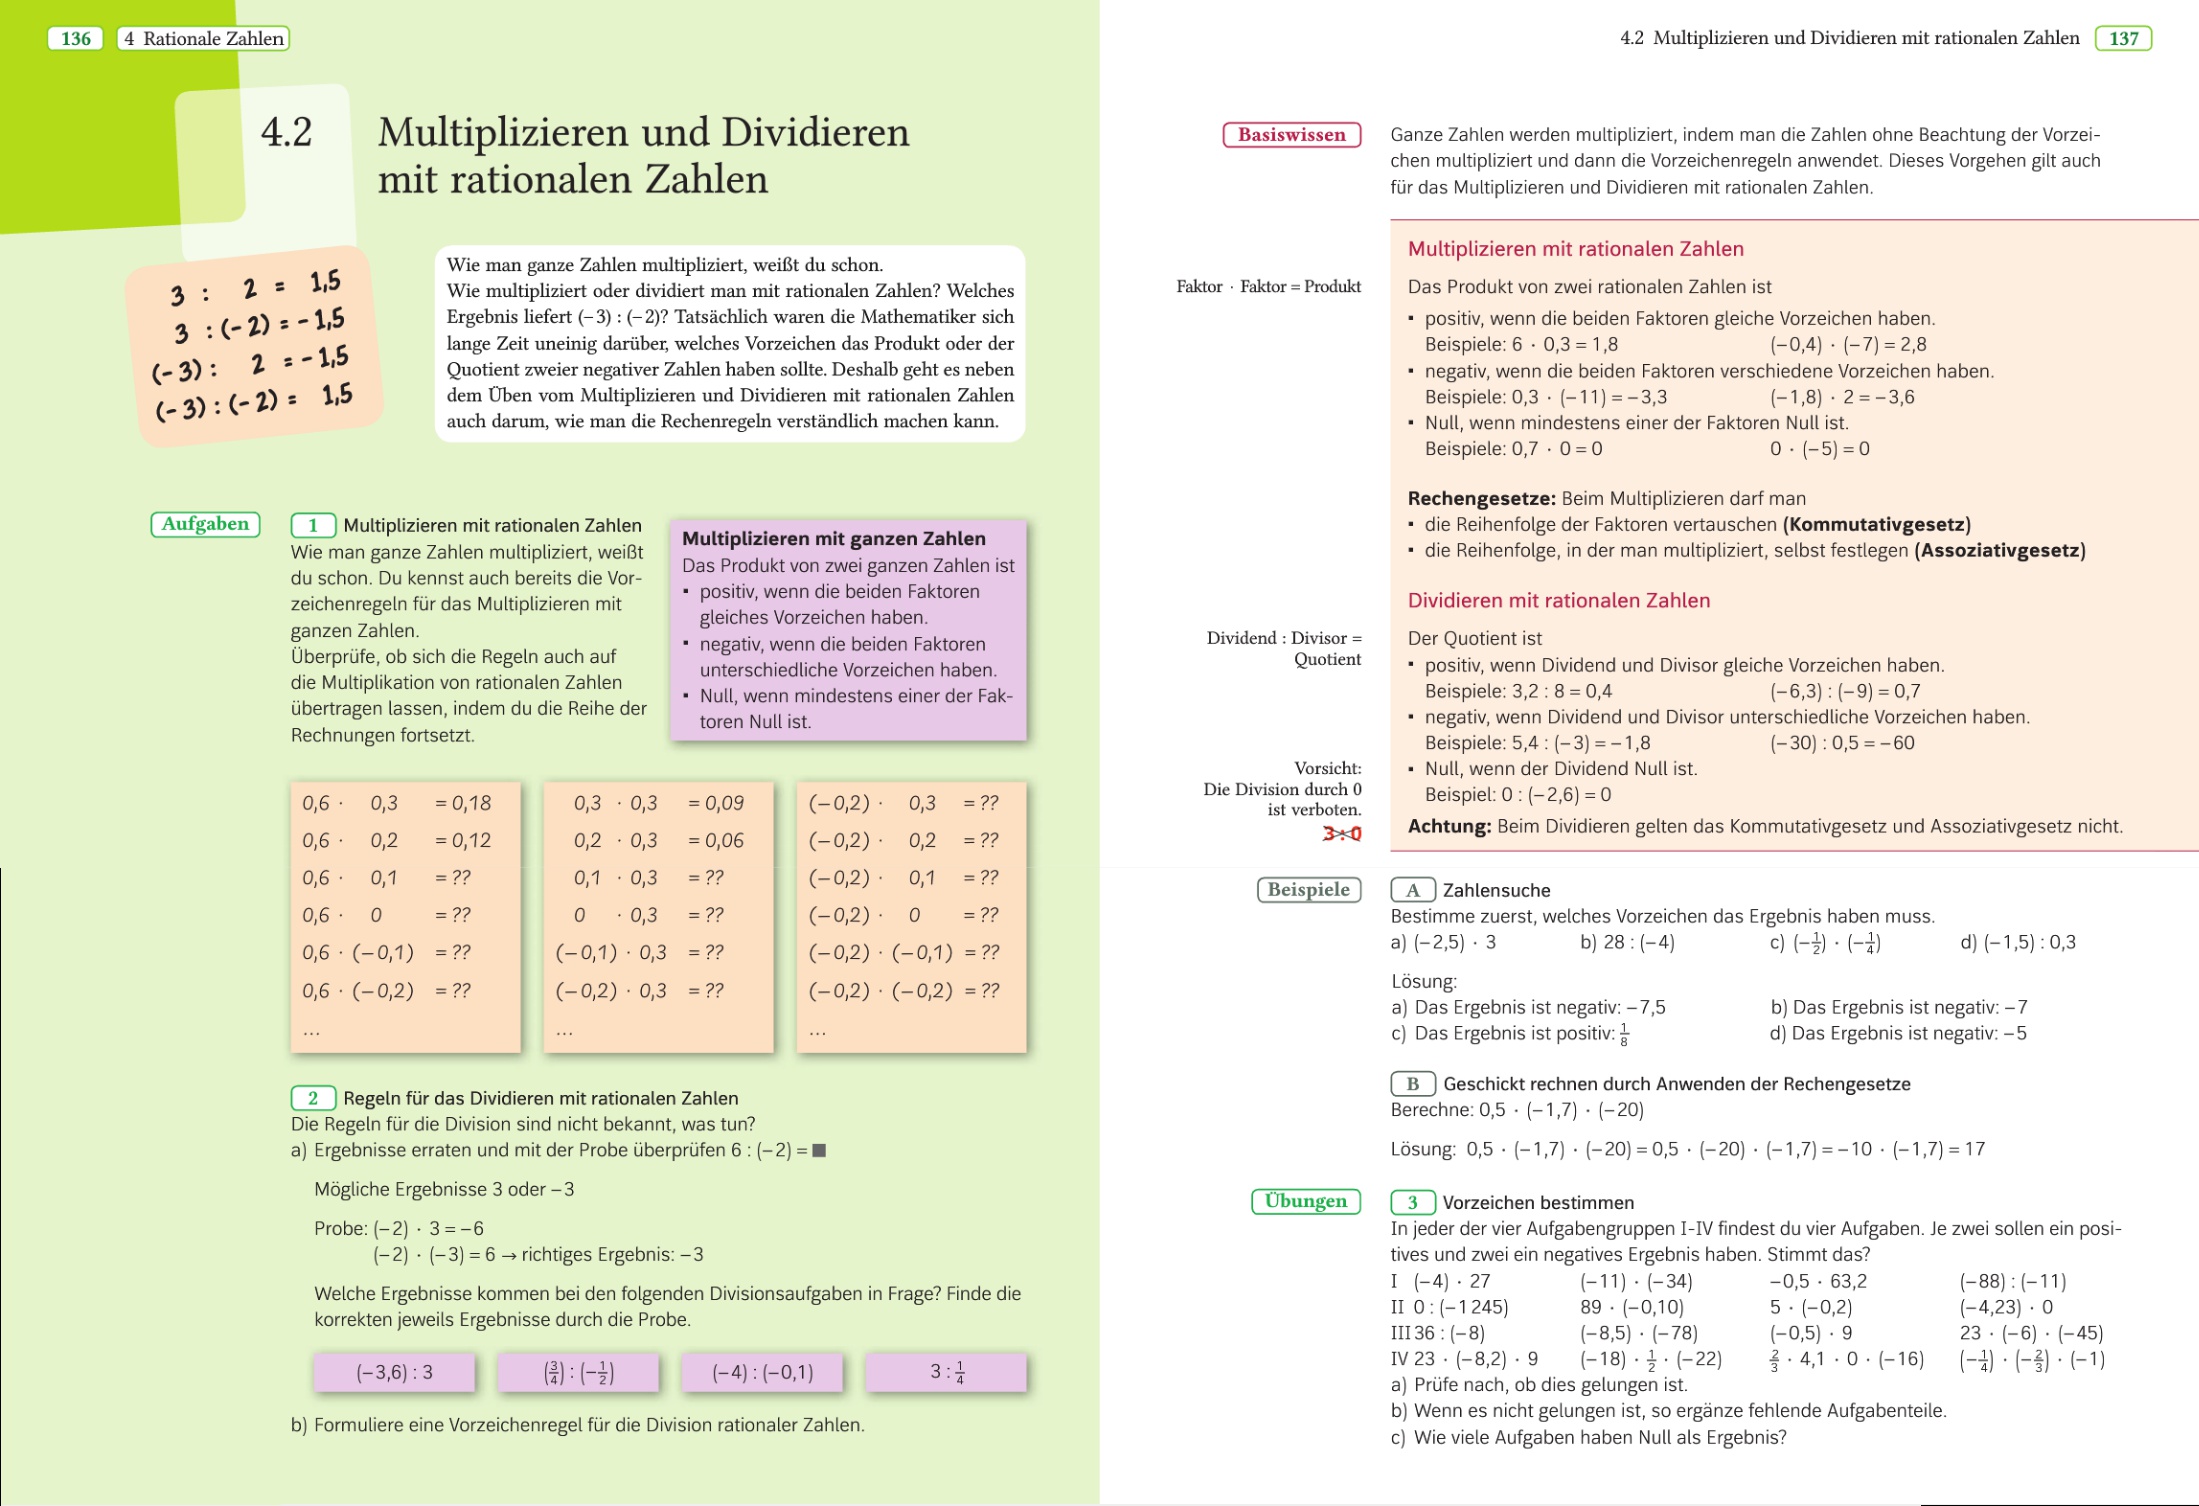 136 4 Rationale Zahlen
4.2 Multiplizieren und Dividieren
mit rationalen Zahlen
3 : 2 = 1,5
3 : (−2) = −1,5
(−3) : 2 = −1,5
(−3) : (−2) = 1,5
Wie man ganze Zahlen multipliziert, weißt du schon.
Wie multipliziert oder dividiert man mit rationalen Zahlen? Welches
Ergebnis liefert (−3) : (−2)? Tatsächlich waren die Mathematiker sich
lange Zeit uneinig darüber, welches Vorzeichen das Produkt oder der
Quotient zweier negativer Zahlen haben sollte. Deshalb geht es neben
dem Üben vom Multiplizieren und Dividieren mit rationalen Zahlen
auch darum, wie man die Rechenregeln verständlich machen kann.
Aufgaben
1 Multiplizieren mit rationalen Zahlen
Wie man ganze Zahlen multipliziert, weißt
du schon. Du kennst auch bereits die Vor-
zeichenregeln für das Multiplizieren mit
ganzen Zahlen.
Überprüfe, ob sich die Regeln auch auf
die Multiplikation von rationalen Zahlen
übertragen lassen, indem du die Reihe der
Rechnungen fortsetzt.
Multiplizieren mit ganzen Zahlen
Das Produkt von zwei ganzen Zahlen ist
▪ positiv, wenn die beiden Faktoren
gleiches Vorzeichen haben.
▪ negativ, wenn die beiden Faktoren
unterschiedliche Vorzeichen haben.
▪ Null, wenn mindestens einer der Fak-
toren Null ist.
0,6 · 0,3 = 0,18
0,6 · 0,2 = 0,12
0,6 · 0,1 = ??
0,6 · 0 = ??
0,6 · (−0,1) = ??
0,6 · (−0,2) = ??
...
0,3 · 0,3 = 0,09
0,2 · 0,3 = 0,06
0,1 · 0,3 = ??
0 · 0,3 = ??
(−0,1) · 0,3 = ??
(−0,2) · 0,3 = ??
...
(−0,2) · 0,3 = ??
(−0,2) · 0,2 = ??
(−0,2) · 0,1 = ??
(−0,2) · 0 = ??
(−0,2) · (−0,1) = ??
(−0,2) · (−0,2) = ??
...
2 Regeln für das Dividieren mit rationalen Zahlen
Die Regeln für die Division sind nicht bekannt, was tun?
a) Ergebnisse erraten und mit der Probe überprüfen 6 : (−2) = ■
Mögliche Ergebnisse 3 oder −3
Probe: (−2) · 3 = −6
(−2) · (−3) = 6 → richtiges Ergebnis: −3
Welche Ergebnisse kommen bei den folgenden Divisionsaufgaben in Frage? Finde die
korrekten jeweils Ergebnisse durch die Probe.
(−3,6) : 3 (3/4) : (−1/2) (−4) : (−0,1) 3 : 1/4
b) Formuliere eine Vorzeichenregel für die Division rationaler Zahlen.
4.2 Multiplizieren und Dividieren mit rationalen Zahlen 137
Basiswissen
Ganze Zahlen werden multipliziert, indem man die Zahlen ohne Beachtung der Vorzei-
chen multipliziert und dann die Vorzeichenregeln anwendet. Dieses Vorgehen gilt auch
für das Multiplizieren und Dividieren mit rationalen Zahlen.
Multiplizieren mit rationalen Zahlen
Faktor · Faktor = Produkt
Das Produkt von zwei rationalen Zahlen ist
▪ positiv, wenn die beiden Faktoren gleiche Vorzeichen haben.
Beispiele: 6 · 0,3 = 1,8 (−0,4) · (−7) = 2,8
▪ negativ, wenn die beiden Faktoren verschiedene Vorzeichen haben.
Beispiele: 0,3 · (−11) = −3,3 (−1,8) · 2 = −3,6
▪ Null, wenn mindestens einer der Faktoren Null ist.
Beispiele: 0,7 · 0 = 0 0 · (−5) = 0
Rechengesetze: Beim Multiplizieren darf man
▪ die Reihenfolge der Faktoren vertauschen (Kommutativgesetz)
▪ die Reihenfolge, in der man multipliziert, selbst festlegen (Assoziativgesetz)
Dividieren mit rationalen Zahlen
Dividend : Divisor =
Quotient
Der Quotient ist
▪ positiv, wenn Dividend und Divisor gleiche Vorzeichen haben.
Beispiele: 3,2 : 8 = 0,4 (−6,3) : (−9) = 0,7
▪ negativ, wenn Dividend und Divisor unterschiedliche Vorzeichen haben.
Beispiele: 5,4 : (−3) = −1,8 (−30) : 0,5 = −60
▪ Null, wenn der Dividend Null ist.
Beispiel: 0 : (−2,6) = 0
Vorsicht:
Die Division durch 0
ist verboten.
3:0
Achtung: Beim Dividieren gelten das Kommutativgesetz und Assoziativgesetz nicht.
Beispiele
A Zahlensuche
Bestimme zuerst, welches Vorzeichen das Ergebnis haben muss.
a) (−2,5) · 3 b) 28 : (−4) c) (−1/2) · (−1/4) d) (−1,5) : 0,3
Lösung:
a) Das Ergebnis ist negativ: −7,5 b) Das Ergebnis ist negativ: −7
c) Das Ergebnis ist positiv: 1/8 d) Das Ergebnis ist negativ: −5
B Geschickt rechnen durch Anwenden der Rechengesetze
Berechne: 0,5 · (−1,7) · (−20)
Lösung: 0,5 · (−1,7) · (−20) = 0,5 · (−20) · (−1,7) = −10 · (−1,7) = 17
Übungen
3 Vorzeichen bestimmen
In jeder der vier Aufgabengruppen I-IV findest du vier Aufgaben. Je zwei sollen ein posi-
tives und zwei ein negatives Ergebnis haben. Stimmt das?
I (−4) · 27 (−11) · (−34) −0,5 · 63,2 (−88) : (−11)
II 0 : (−1 245) 89 · (−0,10) 5 · (−0,2) (−4,23) · 0
III 36 : (−8) (−8,5) · (−78) (−0,5) · 9 23 · (−6) · (−45)
IV 23 · (−8,2) · 9 (−18) · 1/2 · (−22) 2/3 · 4,1 · 0 · (−16) (−1/4) · (−2/3) · (−1)
a) Prüfe nach, ob dies gelungen ist.
b) Wenn es nicht gelungen ist, so ergänze fehlende Aufgabenteile.
c) Wie viele Aufgaben haben Null als Ergebnis?